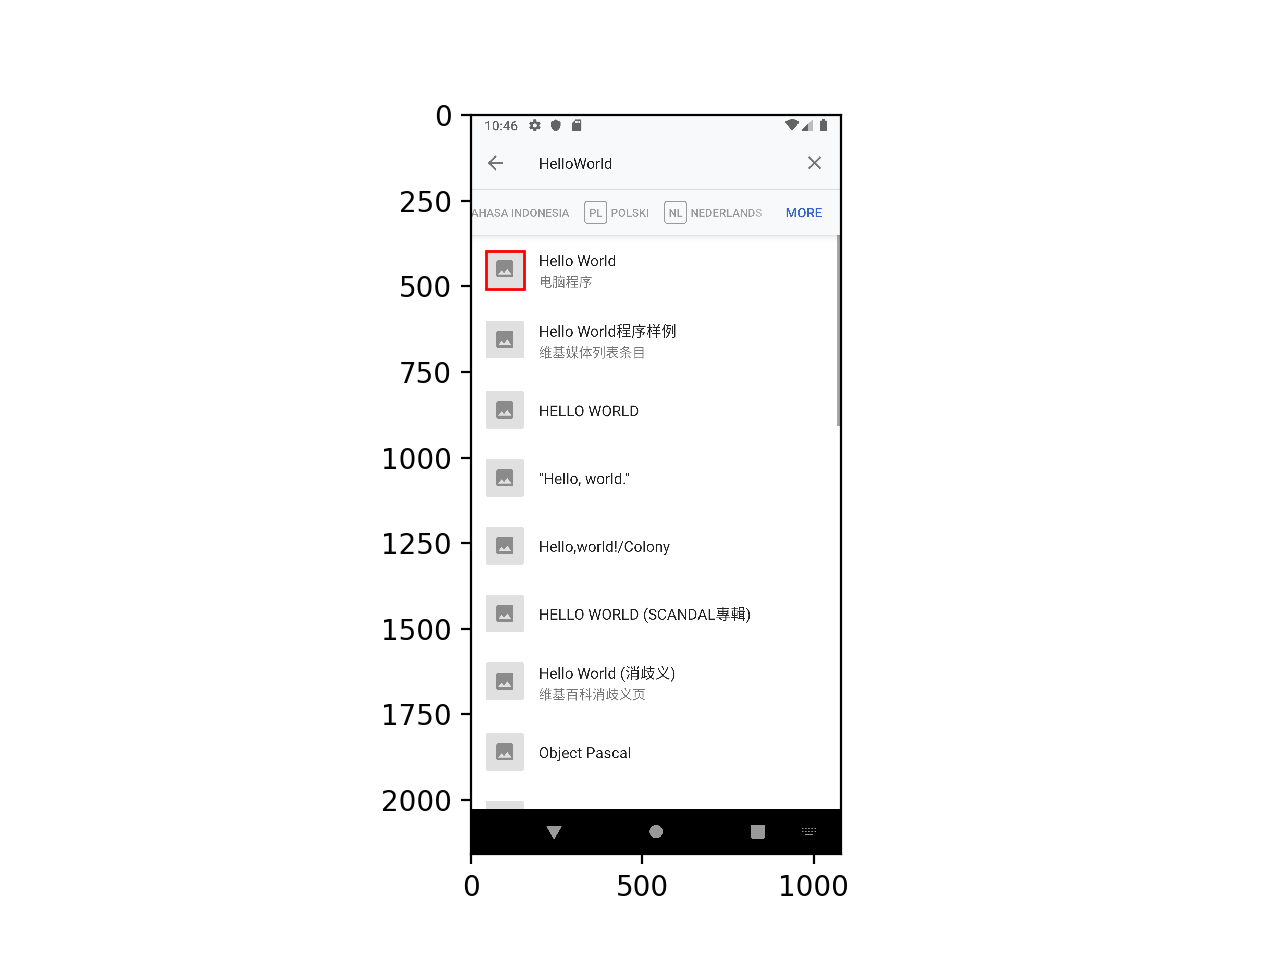 10:46
HelloWorld
AHASA INDONESIA PL POLSKI NL NEDERLANDS MORE
Hello World
电脑程序
Hello World程序样例
维基媒体列表条目
HELLO WORLD
"Hello, world."
Hello,world!/Colony
HELLO WORLD (SCANDAL專輯)
Hello World (消歧义)
维基百科消歧义页
Object Pascal
0
250
500
750
1000
1250
1500
1750
2000
0 500 1000